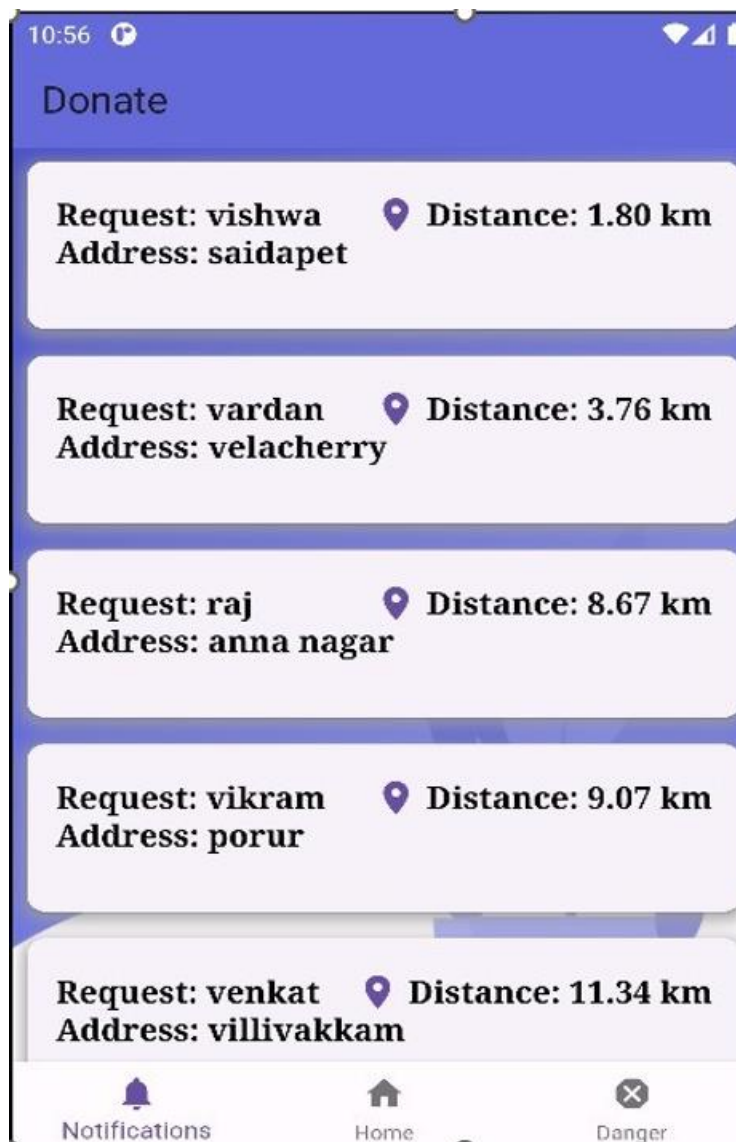 10:56
Donate
Request: vishwa Distance: 1.80 km
Address: saidapet
Request: vardan Distance: 3.76 km
Address: velacherry
Request: raj Distance: 8.67 km
Address: anna nagar
Request: vikram Distance: 9.07 km
Address: porur
Request: venkat Distance: 11.34 km
Address: villivakkam
Notifications Home Danger